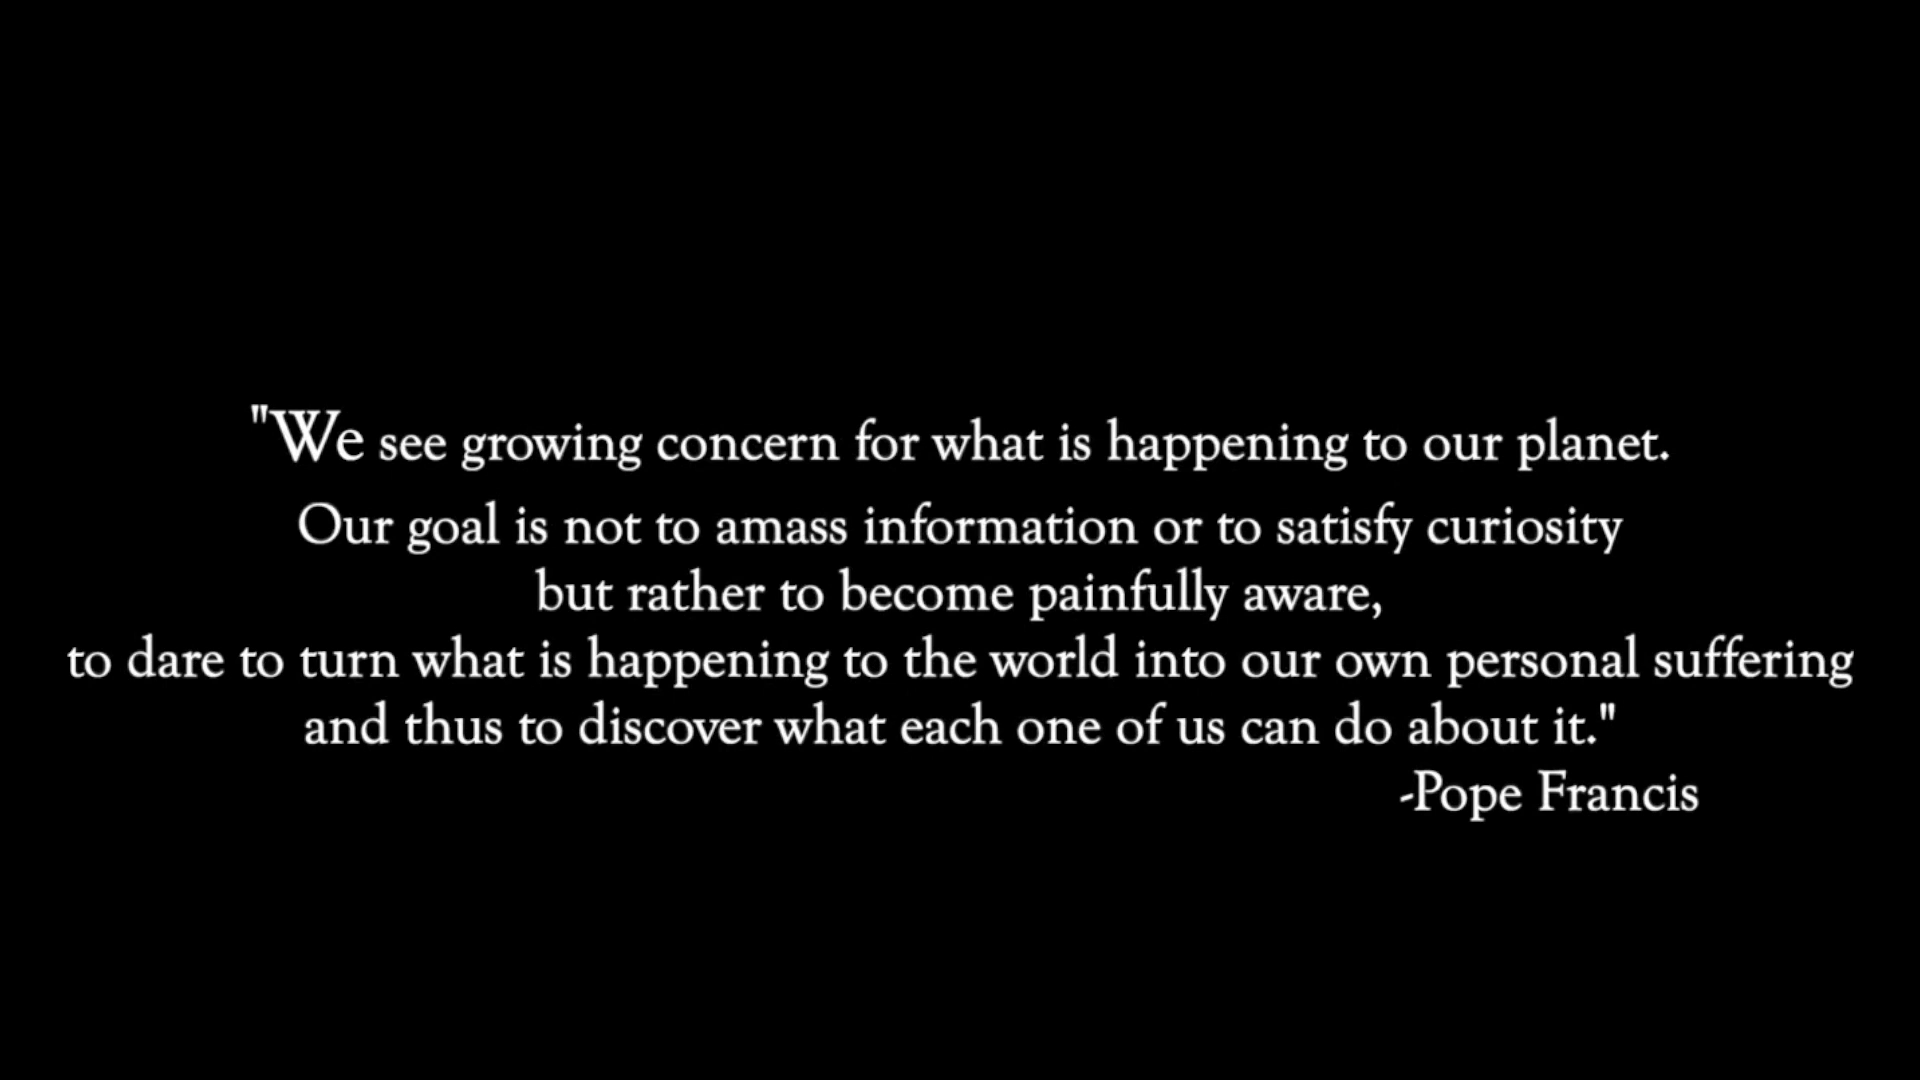 "We see growing concern for what is happening to our planet.
Our goal is not to amass information or to satisfy curiosity
but rather to become painfully aware,
to dare to turn what is happening to the world into our own personal suffering
and thus to discover what each one of us can do about it."
-Pope Francis